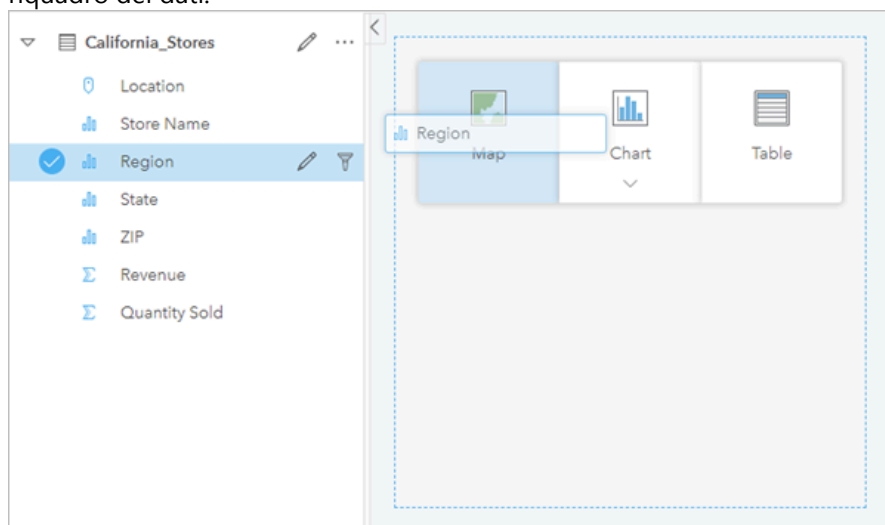 riquadro dei dati.
California_Stores
Location
Store Name
Region
State
ZIP
Revenue
Quantity Sold
Region
Map
Chart
Table